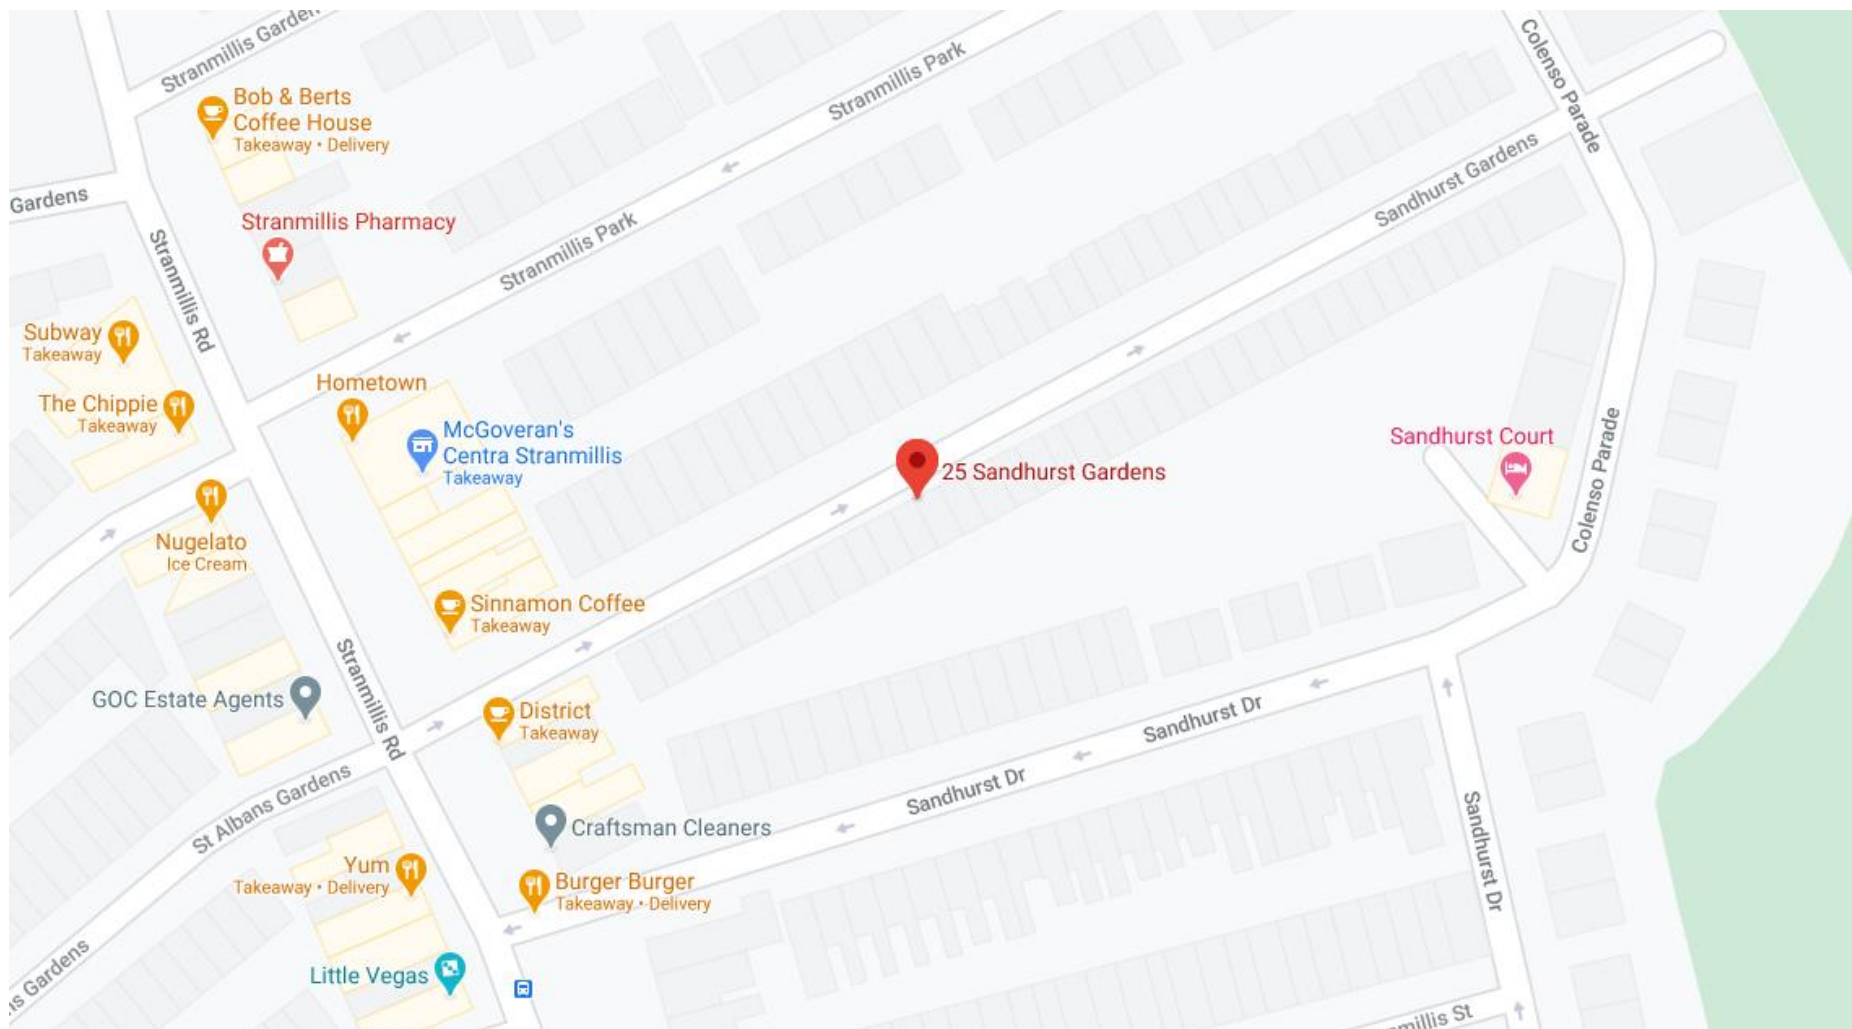 Stranmillis Garden
Bob & Berts
Coffee House
Takeaway • Delivery
Gardens
Stranmillis Pharmacy
Stranmillis Park
Stranmillis Park
Colenso Parade
Sandhurst Gardens
Stranmillis Rd
Subway
Takeaway
The Chippie
Takeaway
Hometown
McGoveran's
Centra Stranmillis
Takeaway
25 Sandhurst Gardens
Sandhurst Court
Colenso Parade
Nugelato
Ice Cream
Sinnamon Coffee
Takeaway
Stranmillis Rd
GOC Estate Agents
District
Takeaway
St Albans Gardens
Sandhurst Dr
Sandhurst Dr
Sandhurst Dr
Craftsman Cleaners
Yum
Takeaway • Delivery
Burger Burger
Takeaway • Delivery
Little Vegas
ns Gardens
millis St